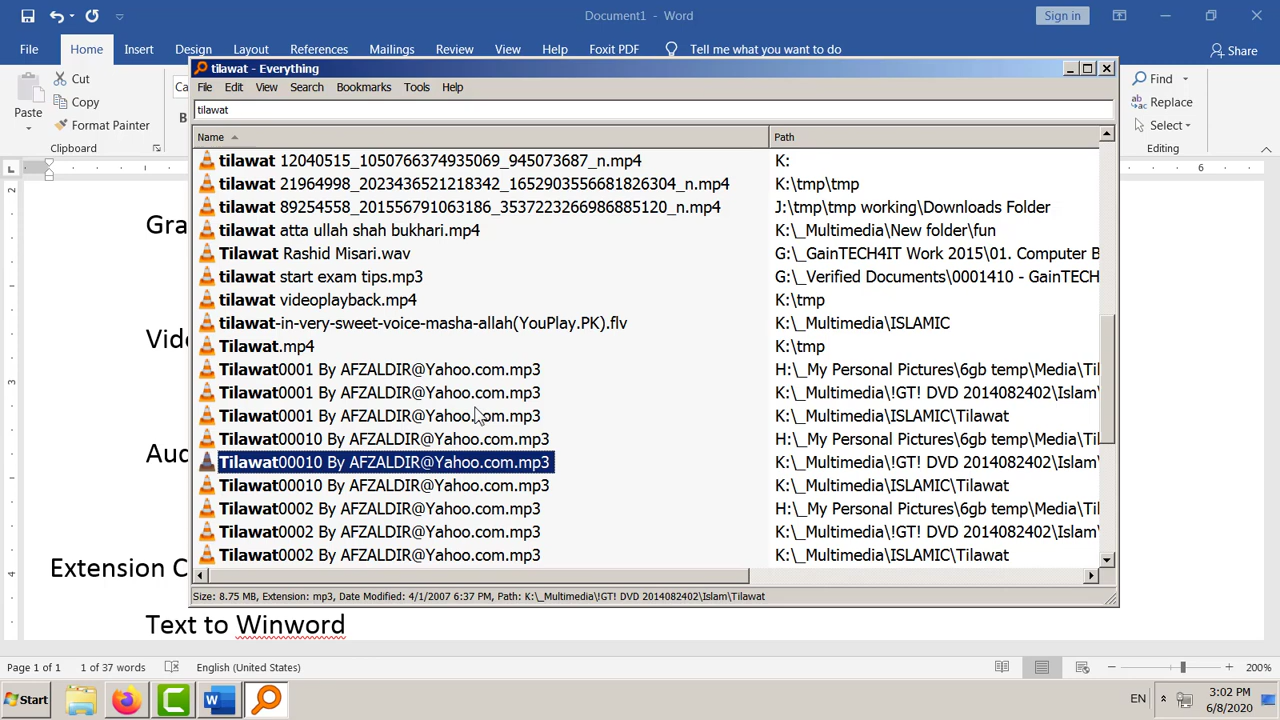 Document1 - Word
Sign in
File Home Insert Design Layout References Mailings Review View Help Foxit PDF Tell me what you want to do Share
tilawat - Everything
Cut
Copy
Format Painter
Paste
Clipboard
Ca
B
Find
Replace
Select
Editing
File Edit View Search Bookmarks Tools Help
tilawat
Name Path
tilawat 12040515_1050766374935069_945073687_n.mp4 K:
tilawat 21964998_2023436521218342_1652903556681826304_n.mp4 K:\tmp\tmp
tilawat 89254558_201556791063186_3537223266986885120_n.mp4 J:\tmp\tmp working\Downloads Folder
tilawat atta ullah shah bukhari.mp4 K:\_Multimedia\New folder\fun
Tilawat Rashid Misari.wav G:\_GainTECH4IT Work 2015\01. Computer B
tilawat start exam tips.mp3 G:\_Verified Documents\0001410 - GainTECH
tilawat videoplayback.mp4 K:\tmp
tilawat-in-very-sweet-voice-masha-allah(YouPlay.PK).flv K:\_Multimedia\ISLAMIC
Tilawat.mp4 K:\tmp
Tilawat0001 By AFZALDIR@Yahoo.com.mp3 H:\_My Personal Pictures\6gb temp\Media\Til
Tilawat0001 By AFZALDIR@Yahoo.com.mp3 K:\_Multimedia\!GT! DVD 2014082402\Islam\T
Tilawat0001 By AFZALDIR@Yahoo.com.mp3 K:\_Multimedia\ISLAMIC\Tilawat
Tilawat00010 By AFZALDIR@Yahoo.com.mp3 H:\_My Personal Pictures\6gb temp\Media\Til
Tilawat00010 By AFZALDIR@Yahoo.com.mp3 K:\_Multimedia\!GT! DVD 2014082402\Islam\T
Tilawat00010 By AFZALDIR@Yahoo.com.mp3 K:\_Multimedia\ISLAMIC\Tilawat
Tilawat0002 By AFZALDIR@Yahoo.com.mp3 H:\_My Personal Pictures\6gb temp\Media\Til
Tilawat0002 By AFZALDIR@Yahoo.com.mp3 K:\_Multimedia\!GT! DVD 2014082402\Islam\T
Tilawat0002 By AFZALDIR@Yahoo.com.mp3 K:\_Multimedia\ISLAMIC\Tilawat
Size: 8.75 MB, Extension: mp3, Date Modified: 4/1/2007 6:37 PM, Path: K:\_Multimedia\!GT! DVD 2014082402\Islam\Tilawat
L
6
2
3
4
Gra
Vide
Aud
Extension C
Text to Winword
Page 1 of 1 1 of 37 words English (United States) 200%
Start EN 3:02 PM
6/8/2020